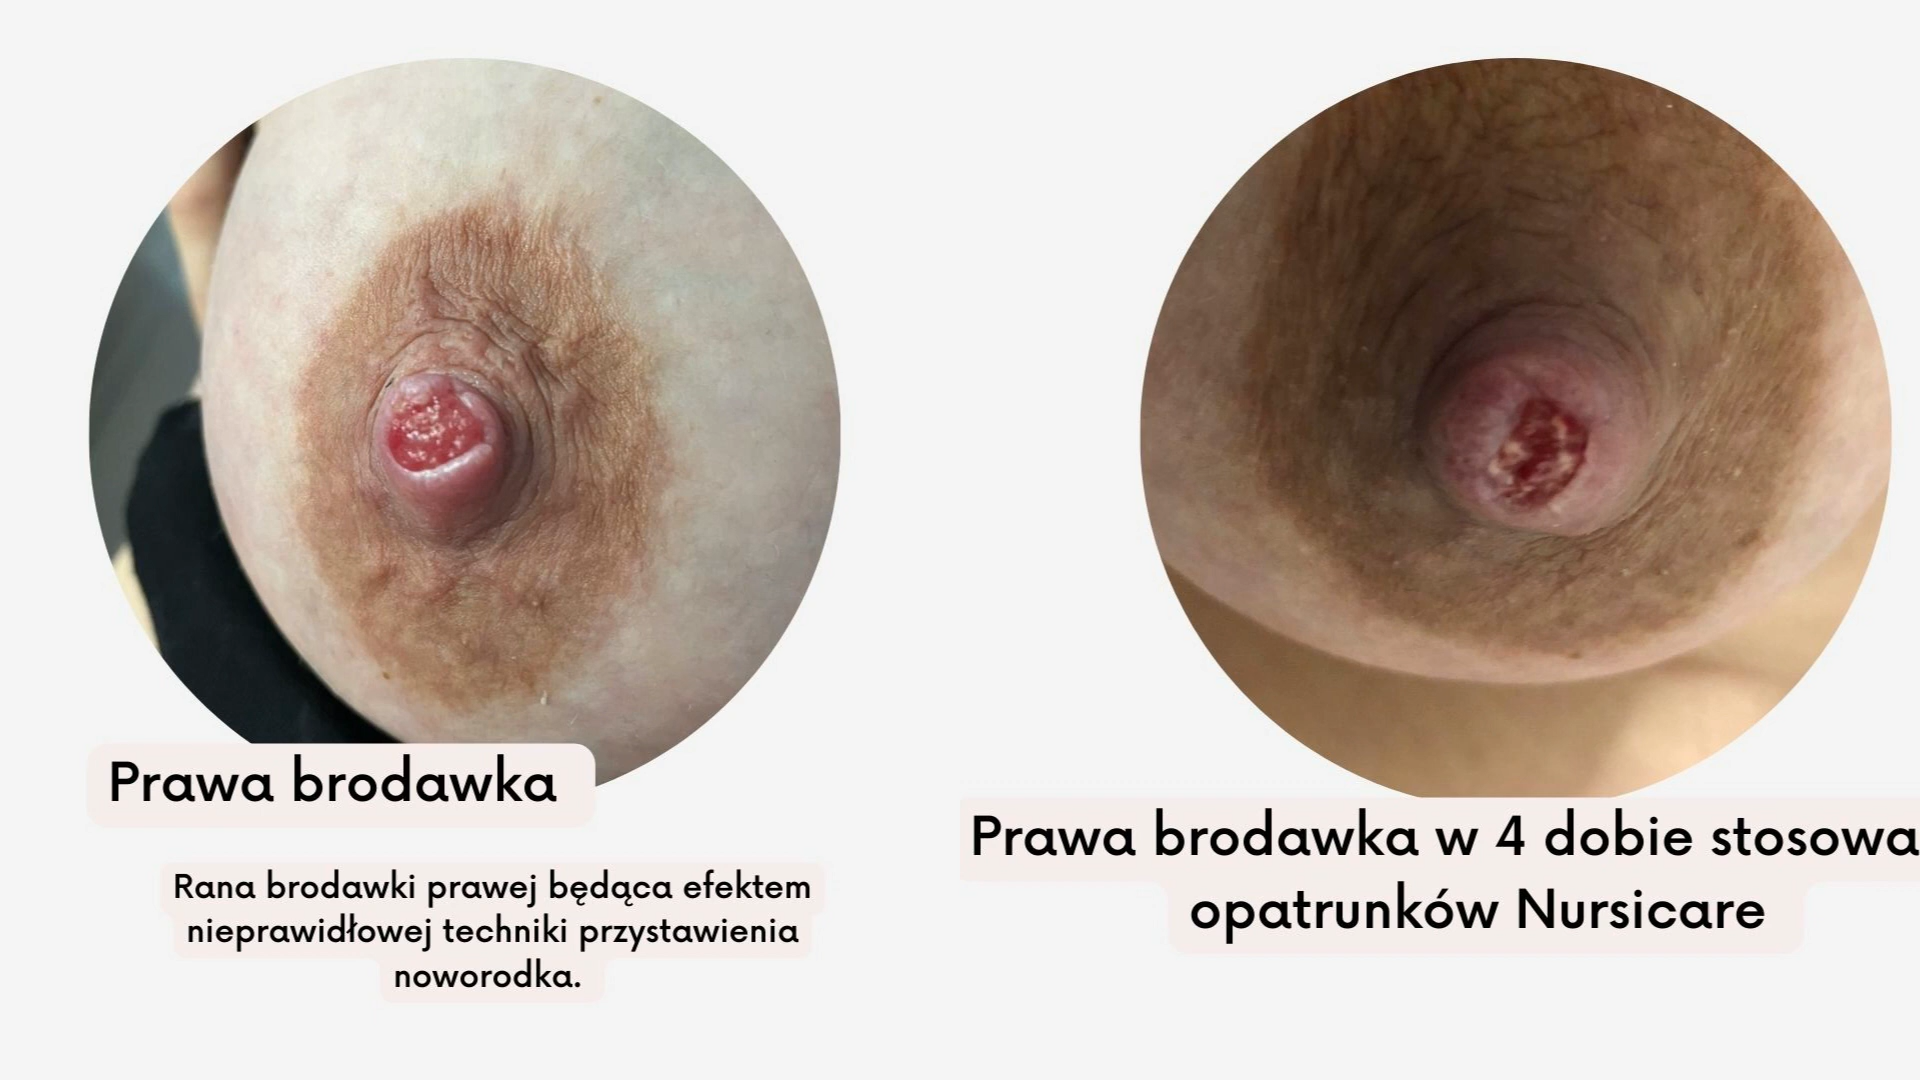 Prawa brodawka
Rana brodawki prawej będąca efektem
nieprawidłowej techniki przystawienia
noworodka.
Prawa brodawka w 4 dobie stosowa
opatrunków Nursicare